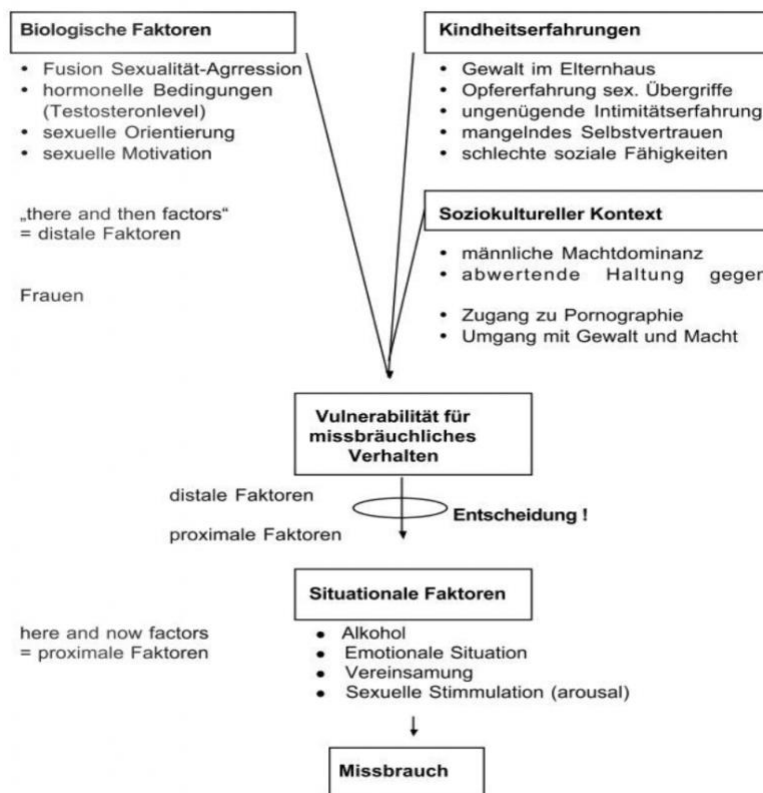 Biologische Faktoren
• Fusion Sexualität-Agrression
• hormonelle Bedingungen
(Testosteronlevel)
• sexuelle Orientierung
• sexuelle Motivation
Kindheitserfahrungen
• Gewalt im Elternhaus
• Opfererfahrung sex. Übergriffe
• ungenügende Intimitätserfahrung
• mangelndes Selbstvertrauen
• schlechte soziale Fähigkeiten
„there and then factors“
= distale Faktoren
Soziokultureller Kontext
• männliche Machtdominanz
• abwertende Haltung gegen
Frauen
• Zugang zu Pornographie
• Umgang mit Gewalt und Macht
Vulnerabilität für
missbräuchliches
Verhalten
distale Faktoren
Entscheidung !
proximale Faktoren
Situationale Faktoren
here and now factors
= proximale Faktoren
• Alkohol
• Emotionale Situation
• Vereinsamung
• Sexuelle Stimmulation (arousal)
Missbrauch